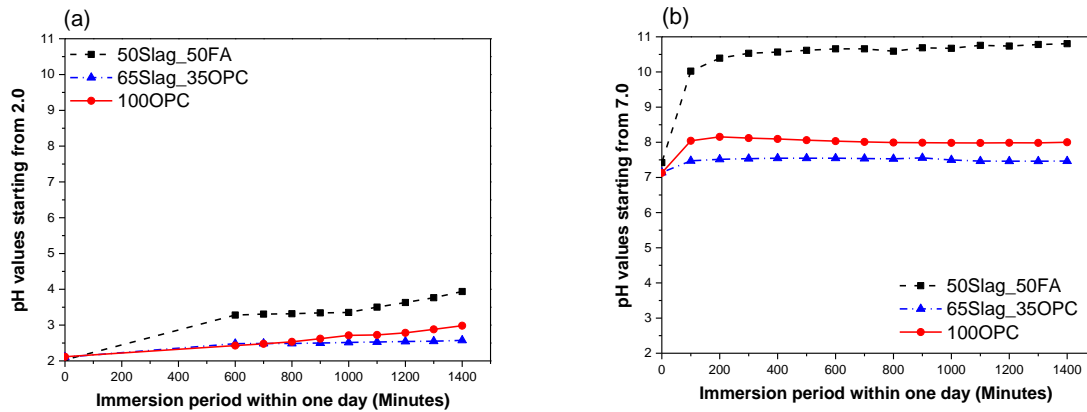 (a)
pH values starting from 2.0
11
10
9
8
7
6
5
4
3
2
50Slag_50FA
65Slag_35OPC
100OPC
0 200 400 600 800 1000 1200 1400
Immersion period within one day (Minutes)
(b)
pH values starting from 7.0
11
10
9
8
7
6
5
4
3
2
50Slag_50FA
65Slag_35OPC
100OPC
0 200 400 600 800 1000 1200 1400
Immersion period within one day (Minutes)